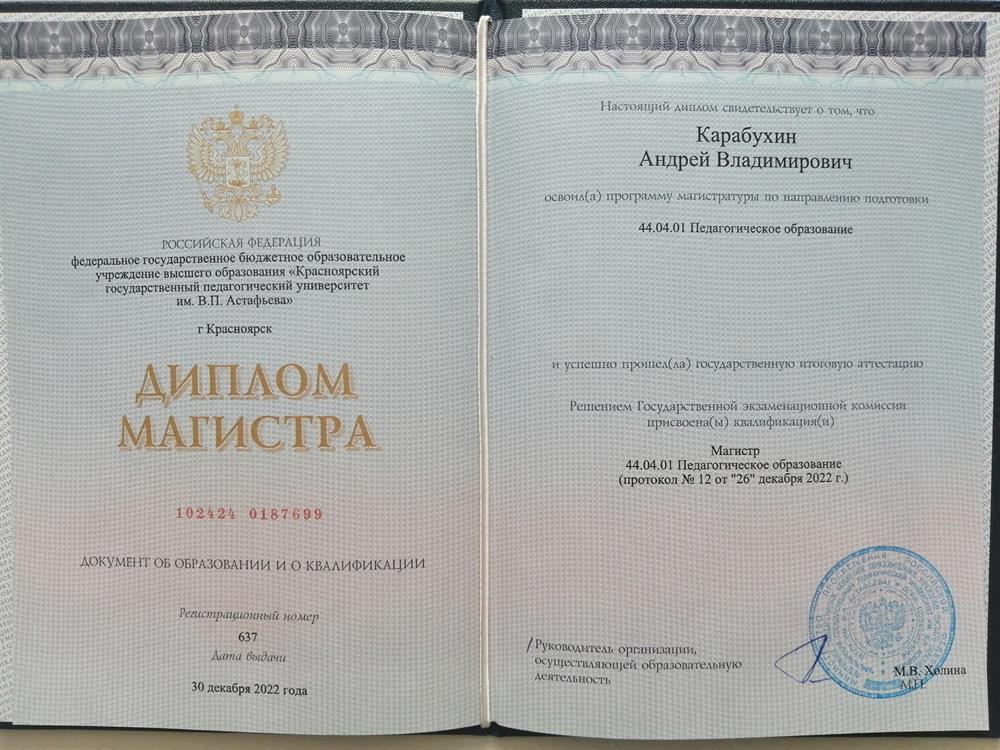 РОССИЙСКАЯ ФЕДЕРАЦИЯ
федеральное государственное бюджетное образовательное
учреждение высшего образования «Красноярский
государственный педагогический университет
им. В.П. Астафьева»
г Красноярск
ДИПЛОМ
МАГИСТРА
102424 0187699
ДОКУМЕНТ ОБ ОБРАЗОВАНИИ И О КВАЛИФИКАЦИИ
Регистрационный номер
637
Дата выдачи
30 декабря 2022 года
Настоящий диплом свидетельствует о том, что
Карабухин
Андрей Владимирович
освоил(а) программу магистратуры по направлению подготовки
44.04.01 Педагогическое образование
и успешно прошел(ла) государственную итоговую аттестацию
Решением Государственной экзаменационной комиссии
присвоена(ы) квалификация(и)
Магистр
44.04.01 Педагогическое образование
(протокол № 12 от "26" декабря 2022 г.)
Руководитель организации,
осуществляющей образовательную
деятельность
М.В. Холина
М.П.